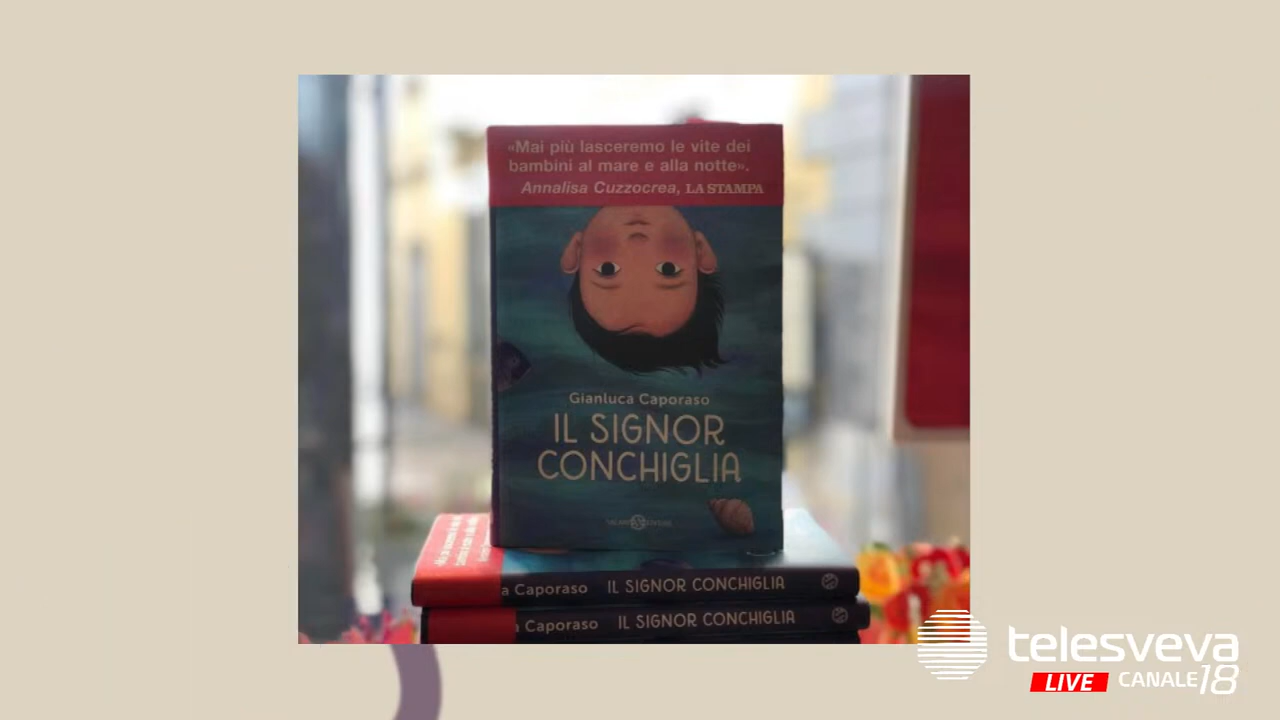 «Mai più lasceremo le vite dei
bambini al mare e alla notte».
Annalisa Cuzzocrea, LA STAMPA
Gianluca Caporaso
IL SIGNOR
CONCHIGLIA
a Caporaso IL SIGNOR CONCHIGLIA
Caporaso IL SIGNOR CONCHIGLIA
telesveva
LIVE CANALE 18